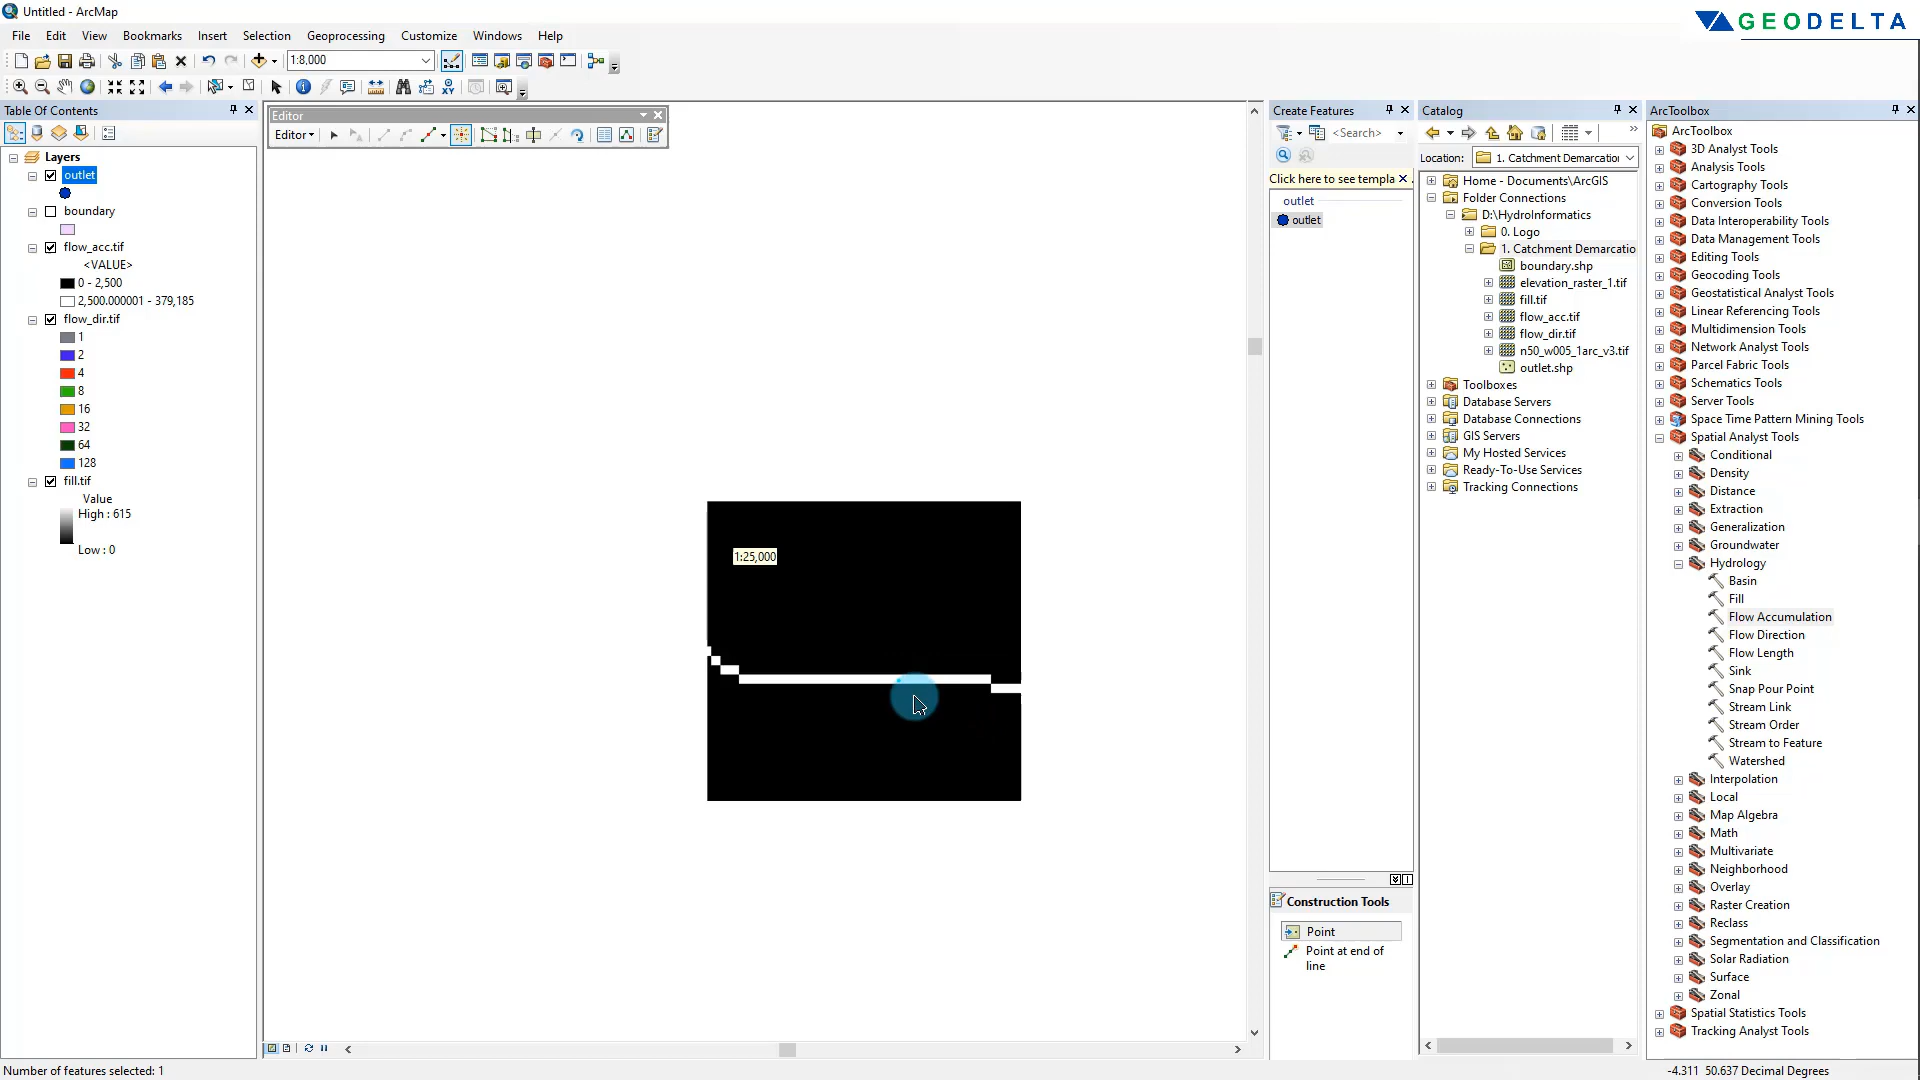 Untitled - ArcMap
GEODELTA
File Edit View Bookmarks Insert Selection Geoprocessing Customize Windows Help
1:8,000
Table Of Contents
Layers
outlet
boundary
flow_acc.tif
<VALUE>
0 - 2,500
2,500.000001 - 379,185
flow_dir.tif
1
2
4
8
16
32
64
128
fill.tif
Value
High : 615
Low : 0
Editor
Editor
1:25,000
Create Features
<Search>
Click here to see templa
outlet
outlet
Construction Tools
Point
Point at end of
line
Catalog
Location: 1. Catchment Demarcation
Home - Documents\ArcGIS
Folder Connections
D:\HydroInformatics
0. Logo
1. Catchment Demarcatio
boundary.shp
elevation_raster_1.tif
fill.tif
flow_acc.tif
flow_dir.tif
n50_w005_1arc_v3.tif
outlet.shp
Toolboxes
Database Servers
Database Connections
GIS Servers
My Hosted Services
Ready-To-Use Services
Tracking Connections
ArcToolbox
ArcToolbox
3D Analyst Tools
Analysis Tools
Cartography Tools
Conversion Tools
Data Interoperability Tools
Data Management Tools
Editing Tools
Geocoding Tools
Geostatistical Analyst Tools
Linear Referencing Tools
Multidimension Tools
Network Analyst Tools
Parcel Fabric Tools
Schematics Tools
Server Tools
Space Time Pattern Mining Tools
Spatial Analyst Tools
Conditional
Density
Distance
Extraction
Generalization
Groundwater
Hydrology
Basin
Fill
Flow Accumulation
Flow Direction
Flow Length
Sink
Snap Pour Point
Stream Link
Stream Order
Stream to Feature
Watershed
Interpolation
Local
Map Algebra
Math
Multivariate
Neighborhood
Overlay
Raster Creation
Reclass
Segmentation and Classification
Solar Radiation
Surface
Zonal
Spatial Statistics Tools
Tracking Analyst Tools
Number of features selected: 1
-4.311 50.637 Decimal Degrees